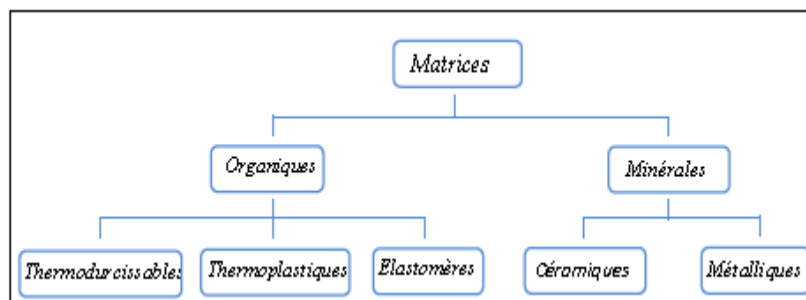 Matrices
Organiques
Minérales
Thermodurcissables
Thermoplastiques
Elastomères
Céramiques
Métalliques